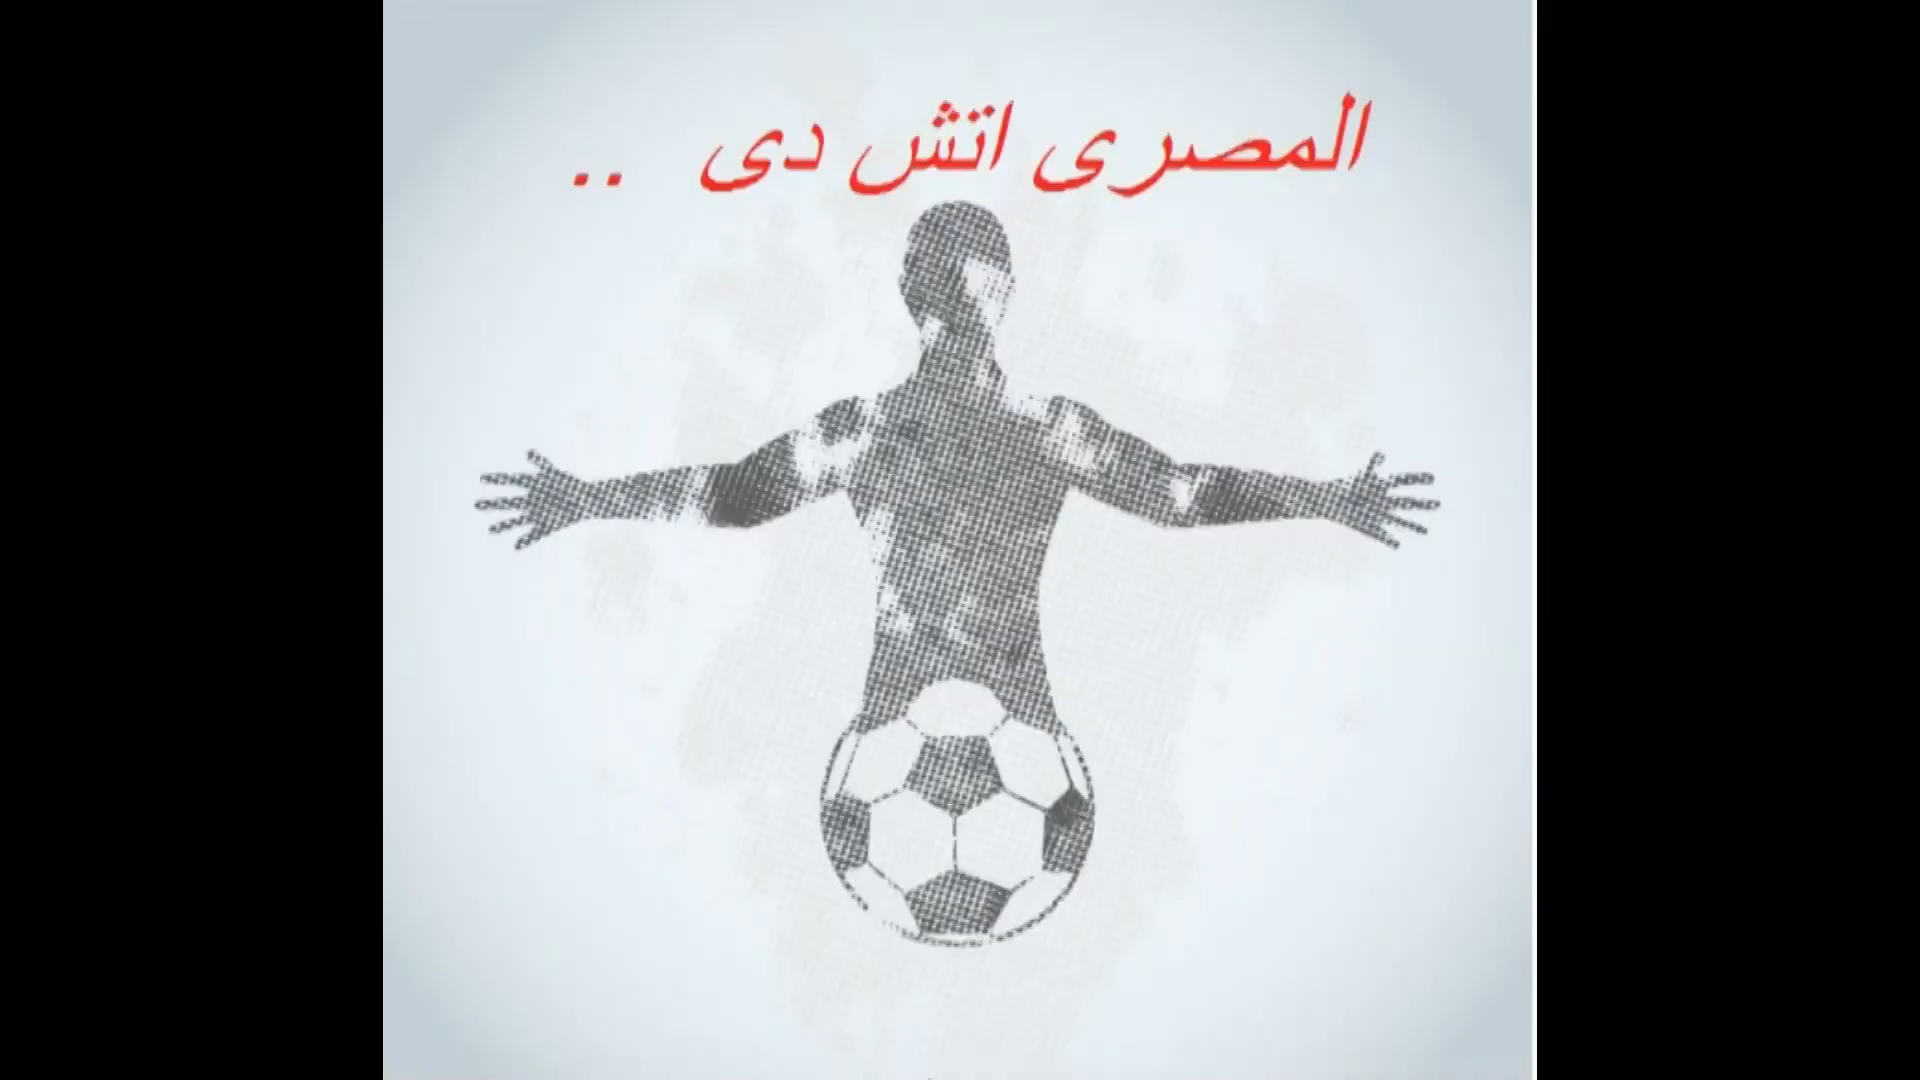 المصرى اتش دى ..